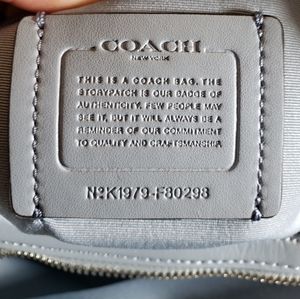 COACH
NEW YORK
THIS IS A COACH BAG. THE
STORYPATCH IS OUR BADGE OF
AUTHENTICITY. FEW PEOPLE MAY
SEE IT, BUT IT WILL ALWAYS BE A
REMINDER OF OUR COMMITMENT
TO QUALITY AND CRAFTSMANSHIP
NºK1979-F80298